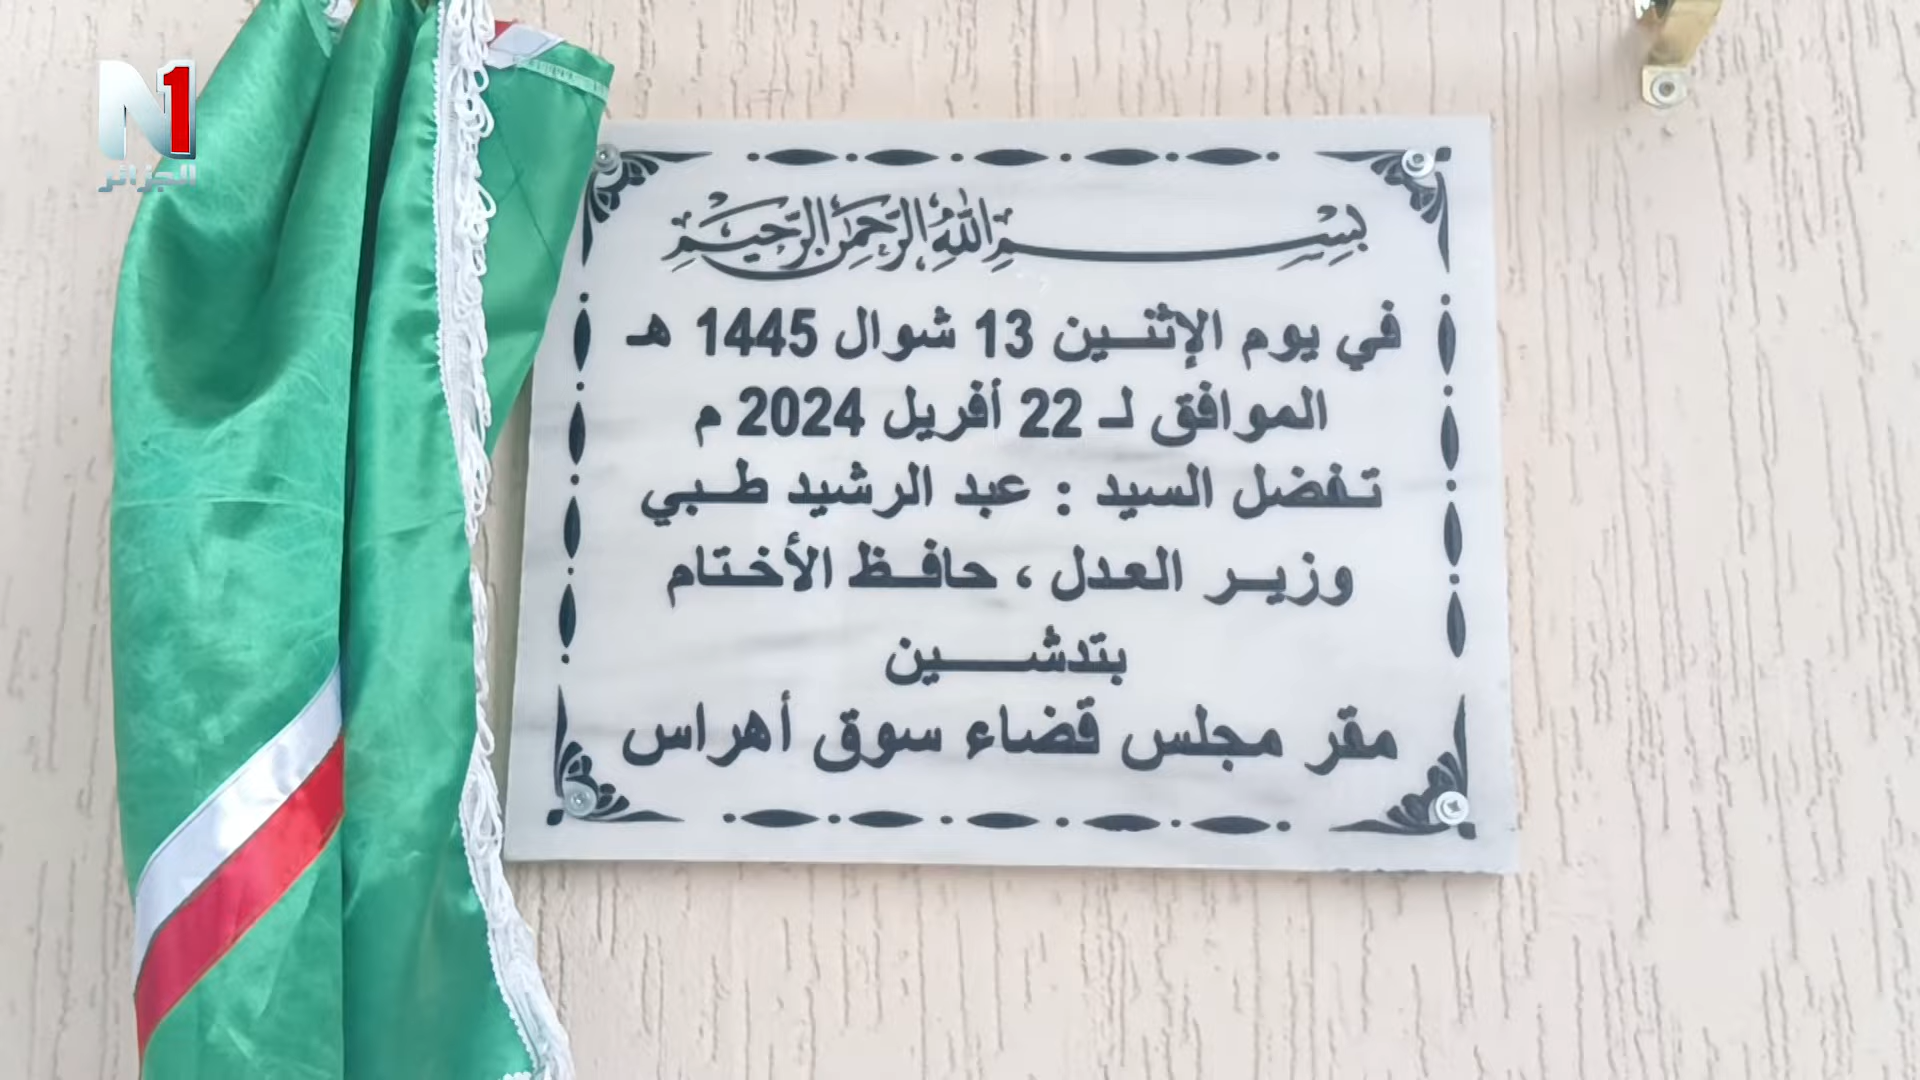 N1
الجزائر
بسم الله الرحمن الرحيم
في يوم الإثنين 13 شوال 1445 هـ
الموافق لـ 22 أفريل 2024 م
تفضل السيد : عبد الرشيد طبي
وزير العدل ، حافظ الأختام
بتدشين
مقر مجلس قضاء سوق أهراس